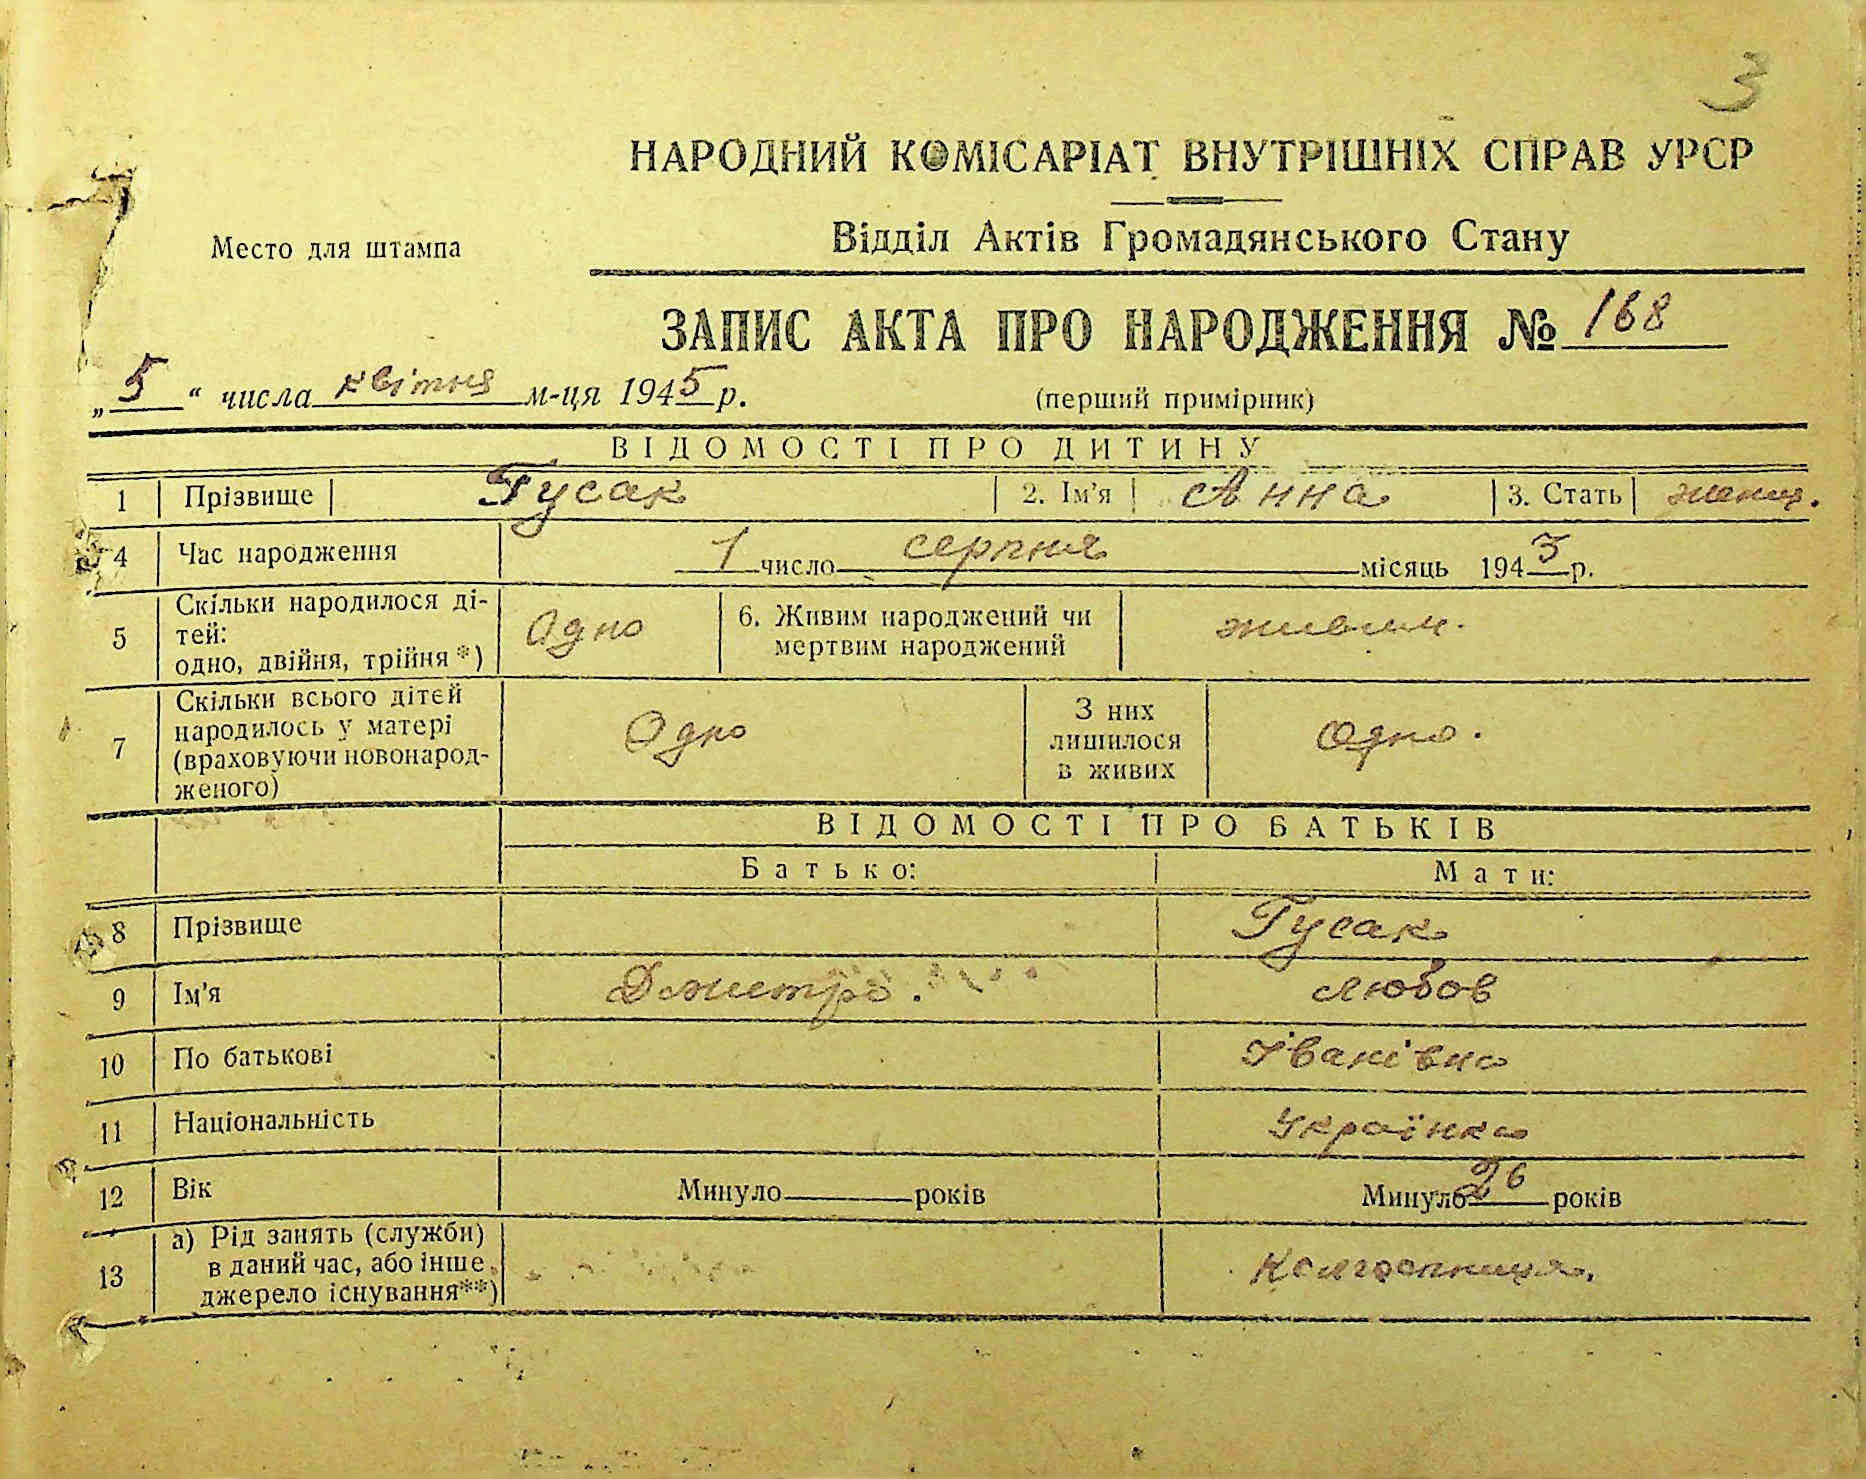 3
НАРОДНИЙ КОМІСАРІАТ ВНУТРІШНІХ СПРАВ УРСР
Место для штампа
Відділ Актів Громадянського Стану
ЗАПИС АКТА ПРО НАРОДЖЕННЯ № 168
„5“ числа квітня м-ця 1945 р.
(перший примірник)
ВІДОМОСТІ ПРО ДИТИНУ
1 Прізвище Гусак 2. Ім'я Анна 3. Стать женщ.
4 Час народження 1 число серпня місяць 1943 р.
5 Скільки народилося ді-
тей:
одно, двійня, трійня*) Одно
6. Живим народжений чи
мертвим народжений живим.
7 Скільки всього дітей
народилось у матері
(враховуючи новонарод-
женого) Одно
З них
лишилося
в живих Одно.
ВІДОМОСТІ ПРО БАТЬКІВ
Батько: Мати:
8 Прізвище Гусак
9 Ім'я Дмитро. Любов
10 По батькові Іванівна
11 Національність Українка
12 Вік Минуло років Минуло 26 років
13 а) Рід занять (служби)
в даний час, або інше
джерело існування**) Колгоспниця.